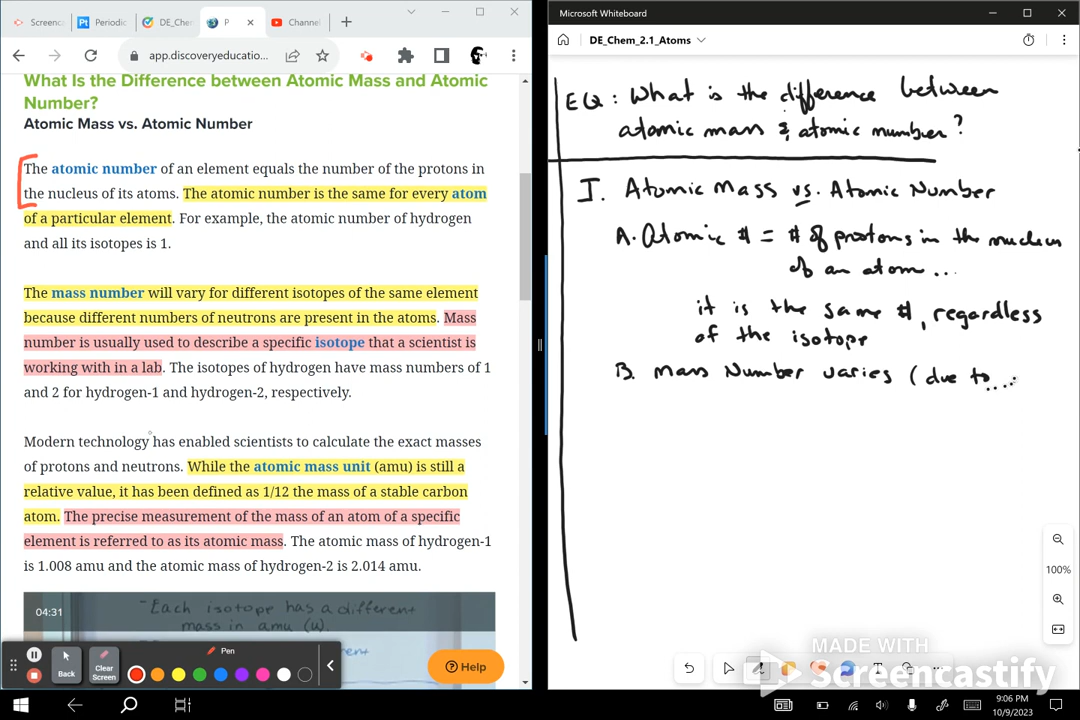 Screenc
Periodic
DE_Chem
P
Channel
app.discoveryeducatio...
What Is the Difference between Atomic Mass and Atomic
Number?
Atomic Mass vs. Atomic Number
The atomic number of an element equals the number of the protons in
the nucleus of its atoms. The atomic number is the same for every atom
of a particular element. For example, the atomic number of hydrogen
and all its isotopes is 1.
The mass number will vary for different isotopes of the same element
because different numbers of neutrons are present in the atoms. Mass
number is usually used to describe a specific isotope that a scientist is
working with in a lab. The isotopes of hydrogen have mass numbers of 1
and 2 for hydrogen-1 and hydrogen-2, respectively.
Modern technology has enabled scientists to calculate the exact masses
of protons and neutrons. While the atomic mass unit (amu) is still a
relative value, it has been defined as 1/12 the mass of a stable carbon
atom. The precise measurement of the mass of an atom of a specific
element is referred to as its atomic mass. The atomic mass of hydrogen-1
is 1.008 amu and the atomic mass of hydrogen-2 is 2.014 amu.
04:31
-Each isotope has a different
mass in amu (u).
Pen
Back
Clear
Screen
Help
Microsoft Whiteboard
DE_Chem_2.1_Atoms
EQ: What is the difference between
atomic mass & atomic number?
I. Atomic Mass vs. Atomic Number
A. Atomic # = # of protons in the nucleus
of an atom...
it is the same #, regardless
of the isotope
B. Mass Number varies (due to....
100%
MADE WITH
Screencastify
9:06 PM
10/9/2023